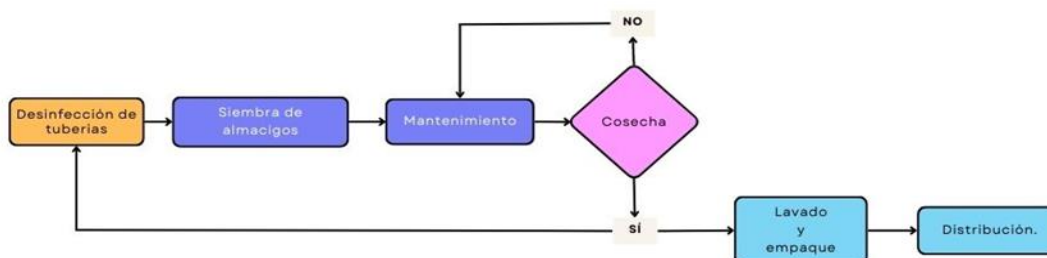 NO
Desinfección de
tuberias
Siembra de
almacigos
Mantenimiento
Cosecha
SÍ
Lavado
y
empaque
Distribución.